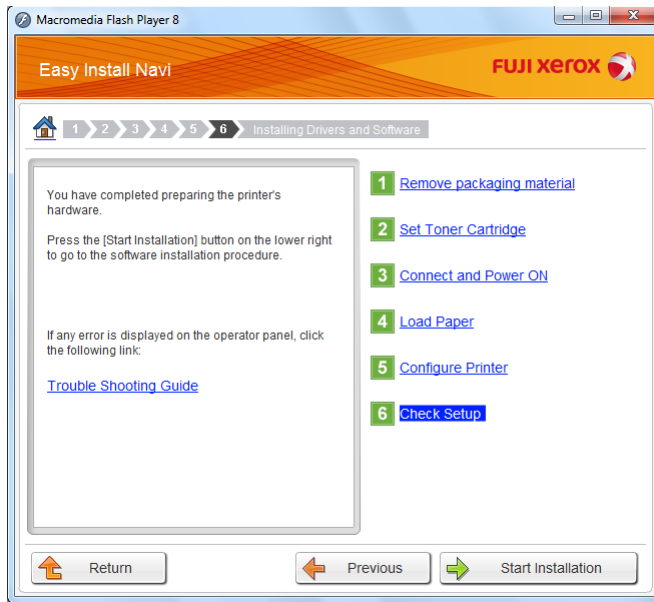 Macromedia Flash Player 8
Easy Install Navi
FUJI xerox
1 2 3 4 5 6 Installing Drivers and Software
You have completed preparing the printer's
hardware.
Press the [Start Installation] button on the lower right
to go to the software installation procedure.
If any error is displayed on the operator panel, click
the following link:
Trouble Shooting Guide
1 Remove packaging material
2 Set Toner Cartridge
3 Connect and Power ON
4 Load Paper
5 Configure Printer
6 Check Setup
Return
Previous
Start Installation